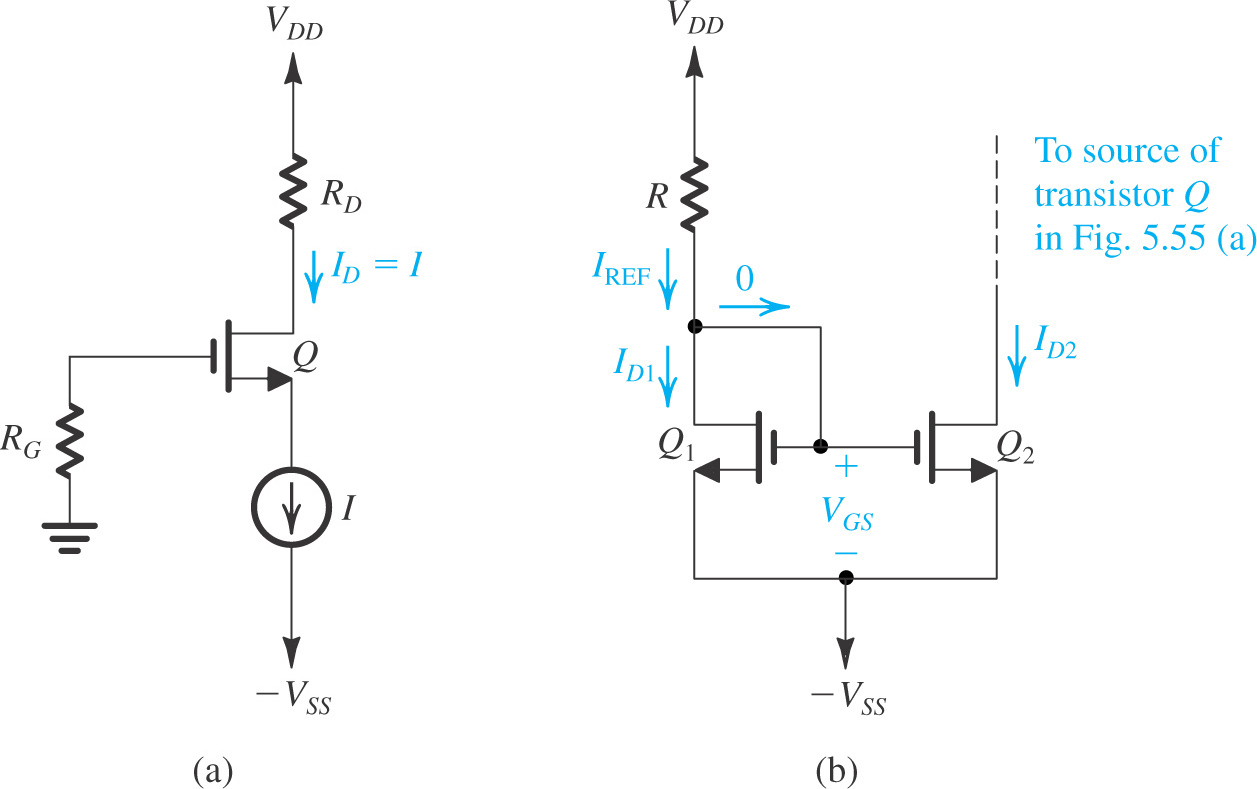 V_DD
R_D
I_D = I
Q
R_G
I
−V_SS
(a)
V_DD
R
I_REF
0
I_D1
I_D2
Q_1
Q_2
+
V_GS
−
−V_SS
To source of
transistor Q
in Fig. 5.55 (a)
(b)